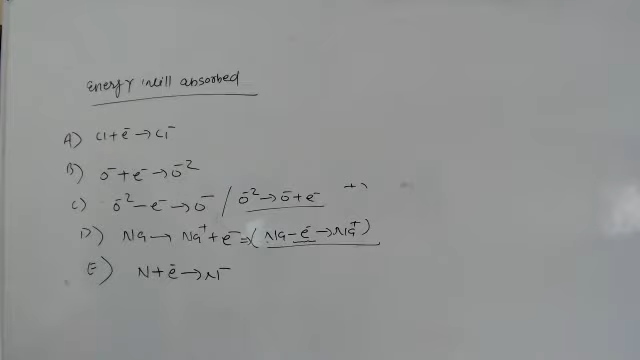 Energy will absorbed
A) Cl + e⁻ → Cl⁻
B) O⁻ + e⁻ → O⁻²
C) O⁻² – e⁻ → O⁻ / O⁻² → O⁻ + e⁻
D) Na → Na⁺ + e⁻ ⇒ (Na – e⁻ → Na⁺)
E) N + e⁻ → N⁻